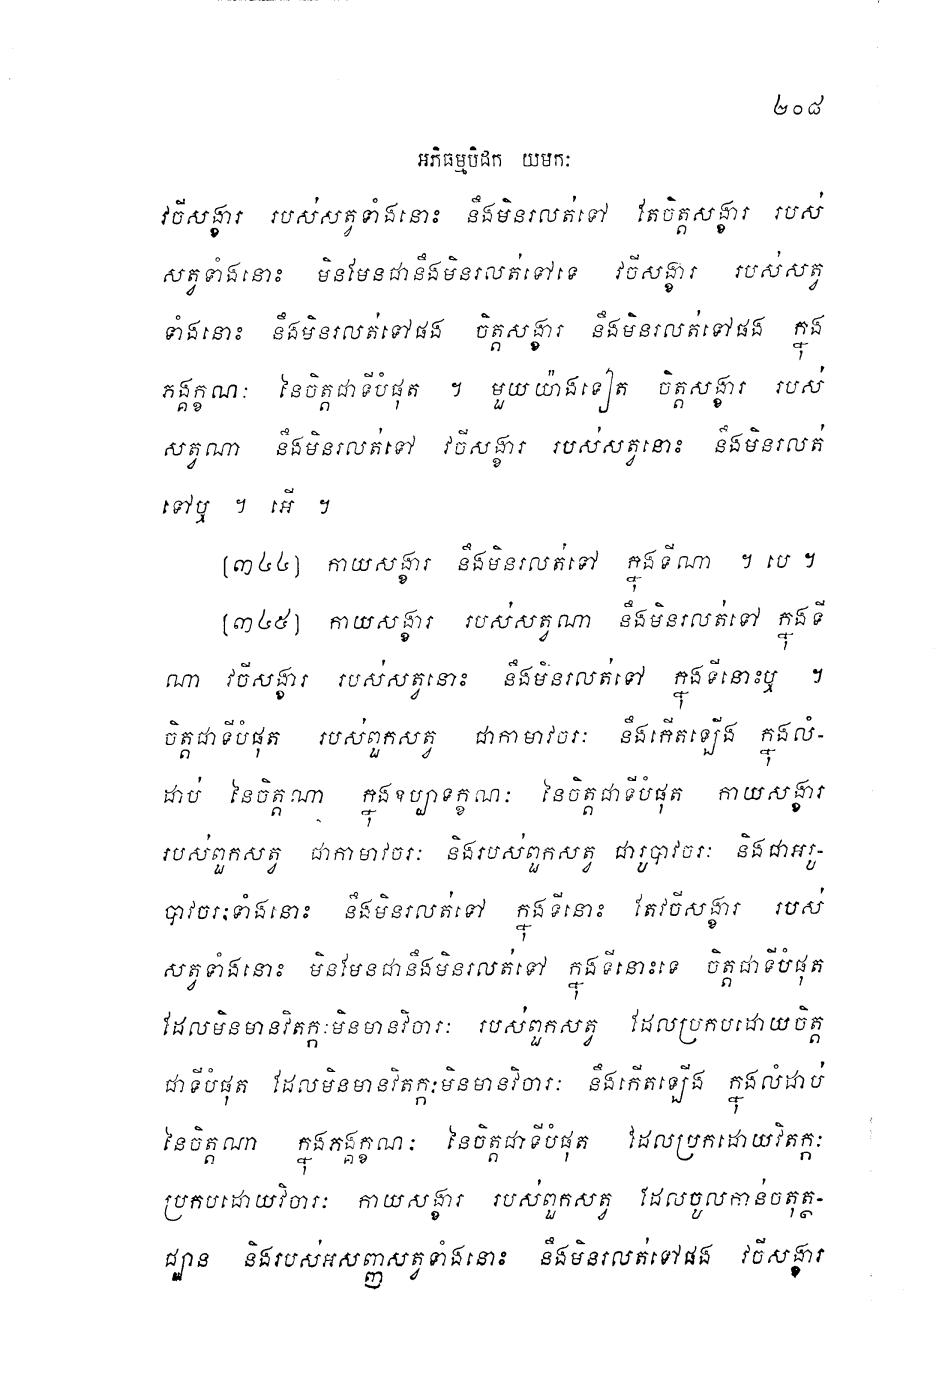 ២០៨
អភិធម្មបិដក យមកៈ
វចីសង្ខារ របស់សត្វទាំងនោះ នឹងមិនរលត់ទៅ តែចិត្តសង្ខារ របស់
សត្វទាំងនោះ មិនមែនជានឹងមិនរលត់ទៅទេ វចីសង្ខារ របស់សត្វ
ទាំងនោះ នឹងមិនរលត់ទៅផង ចិត្តសង្ខារ នឹងមិនរលត់ទៅផង ក្នុង
ភង្គក្ខណៈ នៃចិត្តជាទីបំផុត ។ មួយយ៉ាងទៀត ចិត្តសង្ខារ របស់
សត្វណា នឹងមិនរលត់ទៅ វចីសង្ខារ របស់សត្វនោះ នឹងមិនរលត់
ទៅឬ ។ អើ ។
[៣៤៤] កាយសង្ខារ នឹងមិនរលត់ទៅ ក្នុងទីណា ។ បេ ។
[៣៤៥] កាយសង្ខារ របស់សត្វណា នឹងមិនរលត់ទៅ ក្នុងទី
ណា វចីសង្ខារ របស់សត្វនោះ នឹងមិនរលត់ទៅ ក្នុងទីនោះឬ ។
ចិត្តជាទីបំផុត របស់ពួកសត្វ ជាកាមាវចរៈ នឹងកើតឡើង ក្នុងលំ-
ដាប់ នៃចិត្តណា ក្នុងឧប្បាទក្ខណៈ នៃចិត្តជាទីបំផុត កាយសង្ខារ
របស់ពួកសត្វ ជាកាមាវចរៈ និងរបស់ពួកសត្វ ជារូបាវចរៈ និងជាអរូ-
បាវចរៈទាំងនោះ នឹងមិនរលត់ទៅ ក្នុងទីនោះ តែវចីសង្ខារ របស់
សត្វទាំងនោះ មិនមែនជានឹងមិនរលត់ទៅ ក្នុងទីនោះទេ ចិត្តជាទីបំផុត
ដែលមិនមានវិតក្កៈមិនមានវិចារៈ របស់ពួកសត្វ ដែលប្រកបដោយចិត្ត
ជាទីបំផុត ដែលមិនមានវិតក្កៈមិនមានវិចារៈ នឹងកើតឡើង ក្នុងលំដាប់
នៃចិត្តណា ក្នុងភង្គក្ខណៈ នៃចិត្តជាទីបំផុត ដែលប្រកដោយវិតក្កៈ
ប្រកបដោយវិចារៈ កាយសង្ខារ របស់ពួកសត្វ ដែលចូលកាន់ចតុត្ថ-
ជ្ឈាន និងរបស់អសញ្ញសត្វទាំងនោះ នឹងមិនរលត់ទៅផង វចីសង្ខារ